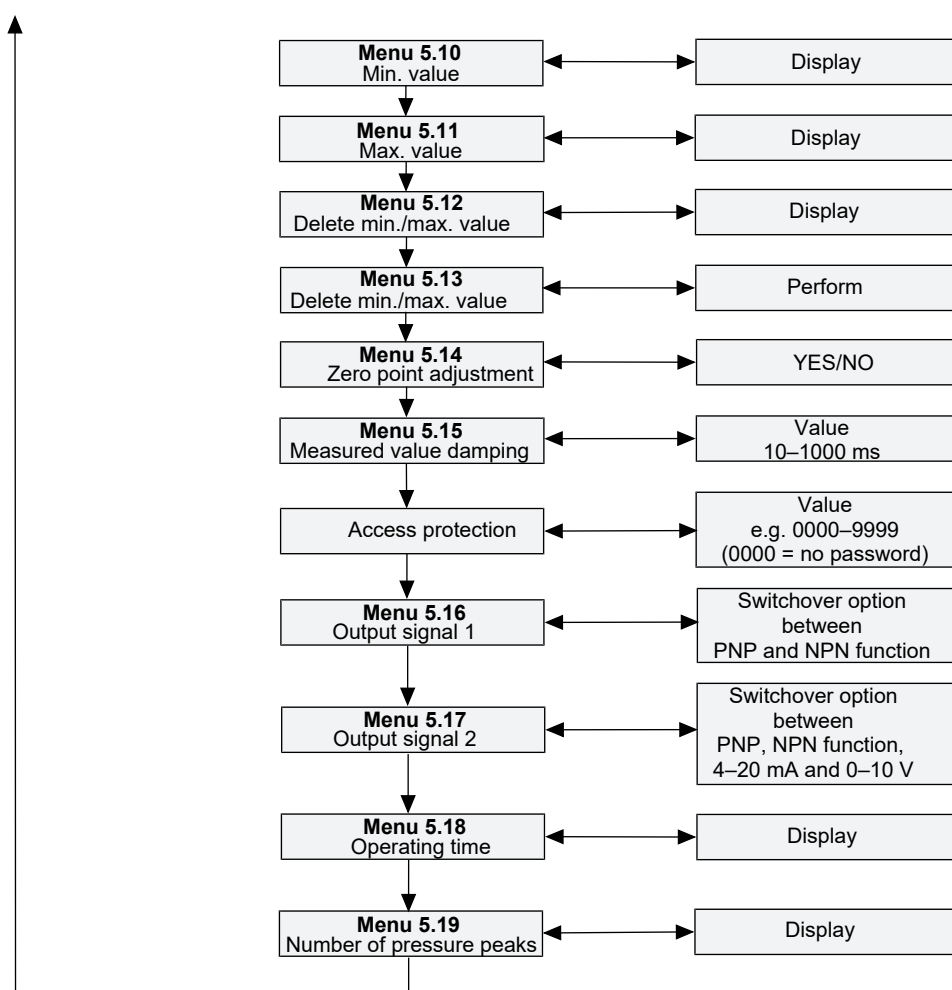 Menu 5.10
Min. value
Display
Menu 5.11
Max. value
Display
Menu 5.12
Delete min./max. value
Display
Menu 5.13
Delete min./max. value
Perform
Menu 5.14
Zero point adjustment
YES/NO
Menu 5.15
Measured value damping
Value
10–1000 ms
Access protection
Value
e.g. 0000–9999
(0000 = no password)
Menu 5.16
Output signal 1
Switchover option
between
PNP and NPN function
Menu 5.17
Output signal 2
Switchover option
between
PNP, NPN function,
4–20 mA and 0–10 V
Menu 5.18
Operating time
Display
Menu 5.19
Number of pressure peaks
Display